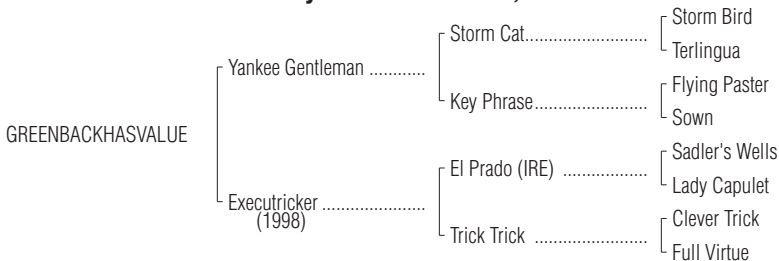 Storm Bird
Storm Cat..............................
Terlingua
Yankee Gentleman ............
Flying Paster
Key Phrase............................
Sown
GREENBACKHASVALUE
Sadler's Wells
El Prado (IRE) .....................
Lady Capulet
Executricker .........................
(1998)
Clever Trick
Trick Trick ............................
Full Virtue